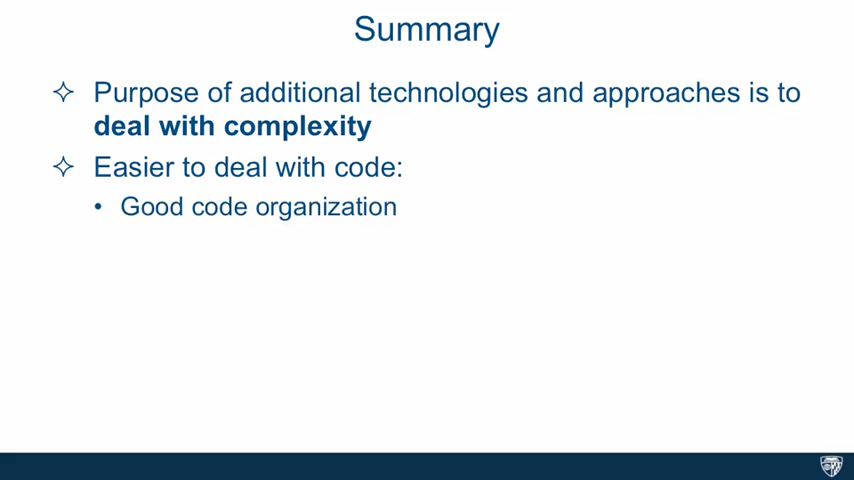 Summary
Purpose of additional technologies and approaches is to
deal with complexity
Easier to deal with code:
• Good code organization